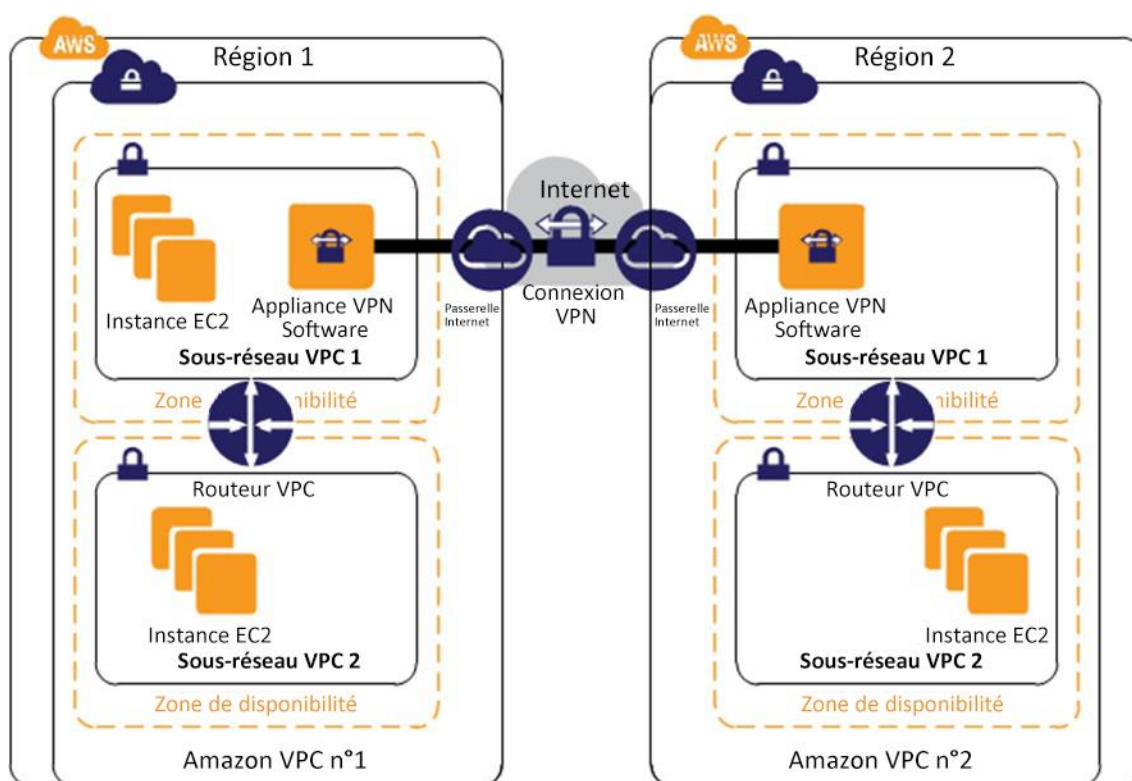 AWS
Région 1
Instance EC2
Appliance VPN
Software
Sous-réseau VPC 1
Zone
nibilité
Routeur VPC
Instance EC2
Sous-réseau VPC 2
Zone de disponibilité
Amazon VPC n°1
Passerelle
Internet
Internet
Connexion
VPN
Passerelle
Internet
AWS
Région 2
Appliance VPN
Software
Sous-réseau VPC 1
Zone
nibilité
Routeur VPC
Instance EC2
Sous-réseau VPC 2
Zone de disponibilité
Amazon VPC n°2